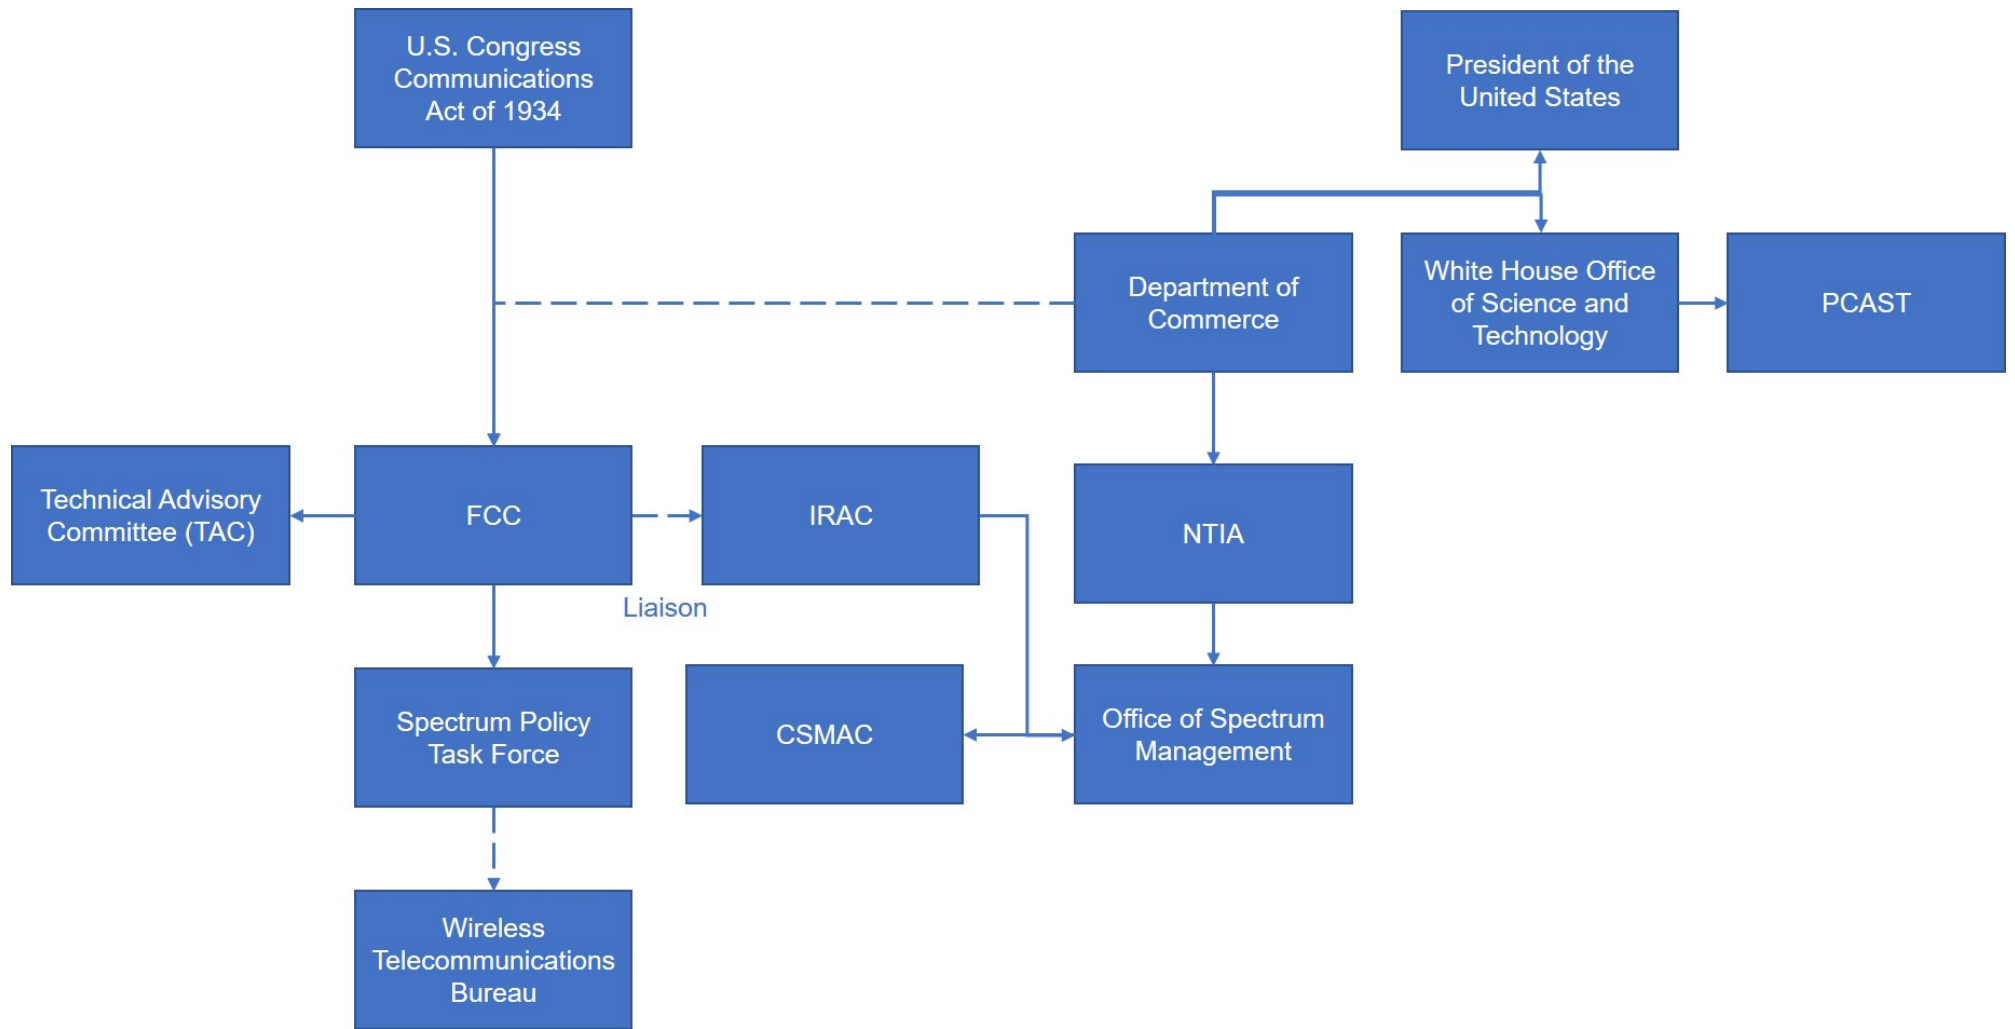 U.S. Congress
Communications
Act of 1934
President of the
United States
Department of
Commerce
White House Office
of Science and
Technology
PCAST
Technical Advisory
Committee (TAC)
FCC
IRAC
NTIA
Liaison
Spectrum Policy
Task Force
CSMAC
Office of Spectrum
Management
Wireless
Telecommunications
Bureau